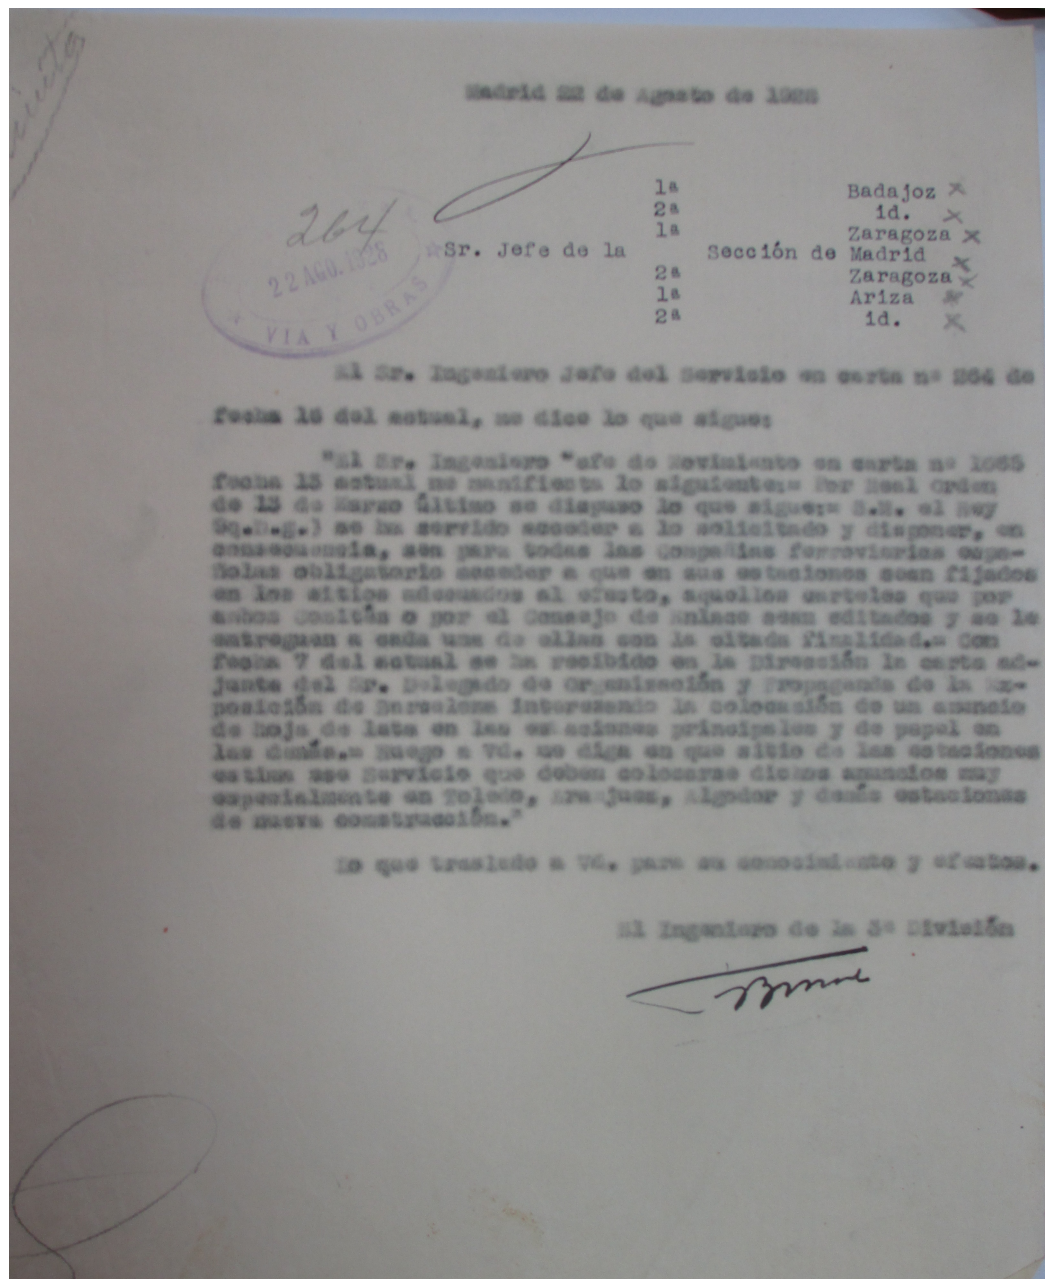 Madrid 22 de Agosto de 1928
264
22 AGO. 1928
VIA Y OBRAS
1ª Badajoz x
2ª id. x
1ª Zaragoza x
Sr. Jefe de la Sección de Madrid x
2ª Zaragoza x
1ª Ariza x
2ª id. x
El Sr. Ingeniero Jefe del Servicio en carta nº 264 de
fecha 16 del actual, me dice lo que sigue:
"El Sr. Ingeniero "efe de Movimiento en carta nº 1065
fecha 13 actual me manifiesta lo siguiente:= Por Real Orden
de 13 de Marzo último se dispuso lo que sigue:= S.M. el Rey
9q.D.g.) se ha servido acceder a lo solicitado y disponer, en
consecuencia, sea para todas las Compañias ferroviarias espa-
ñolas obligatorio acceder a que en sus estaciones sean fijados
en los sitios adecuados al efecto, aquellos carteles que por
ambos Comités o por el Consejo de Enlace sean editados y se le
entreguen a cada una de ellas con la citada finalidad.= Con
fecha 7 del actual se ha recibido en la Dirección la carta ad-
junta del Sr. Delegado de Organización y Propaganda de la Ex-
posición de Barcelona interesando la colocación de un anuncio
de hoja de lata en las estaciones principales y de papel en
las demás.= Ruego a Vd. me diga en que sitio de las estaciones
estima ese Servicio que deben colocarse dichos anuncios muy
especialmente en Toledo, Aranjuez, Algodor y demás estaciones
de nueva construcción."
Lo que traslado a Vd. para su conocimiento y efectos.
El Ingeniero de la 3ª División